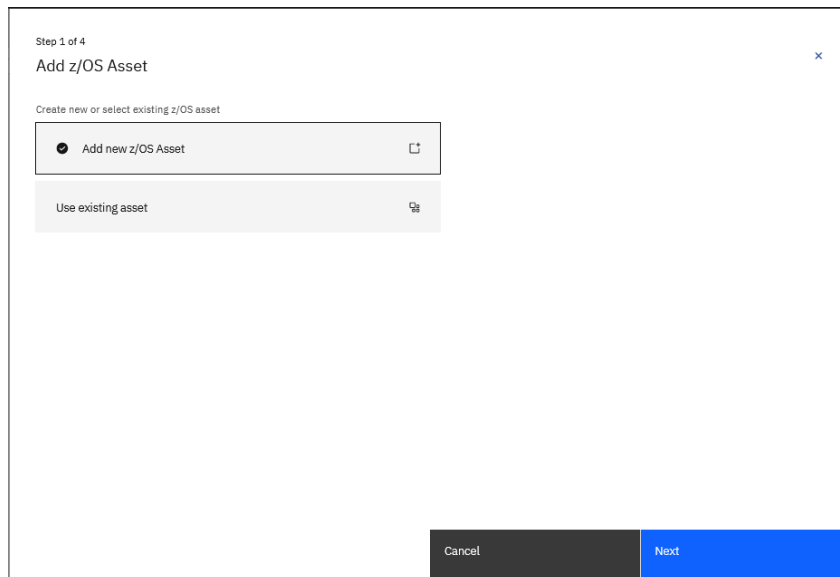 Step 1 of 4
Add z/OS Asset
Create new or select existing z/OS asset
Add new z/OS Asset
Use existing asset
Cancel
Next